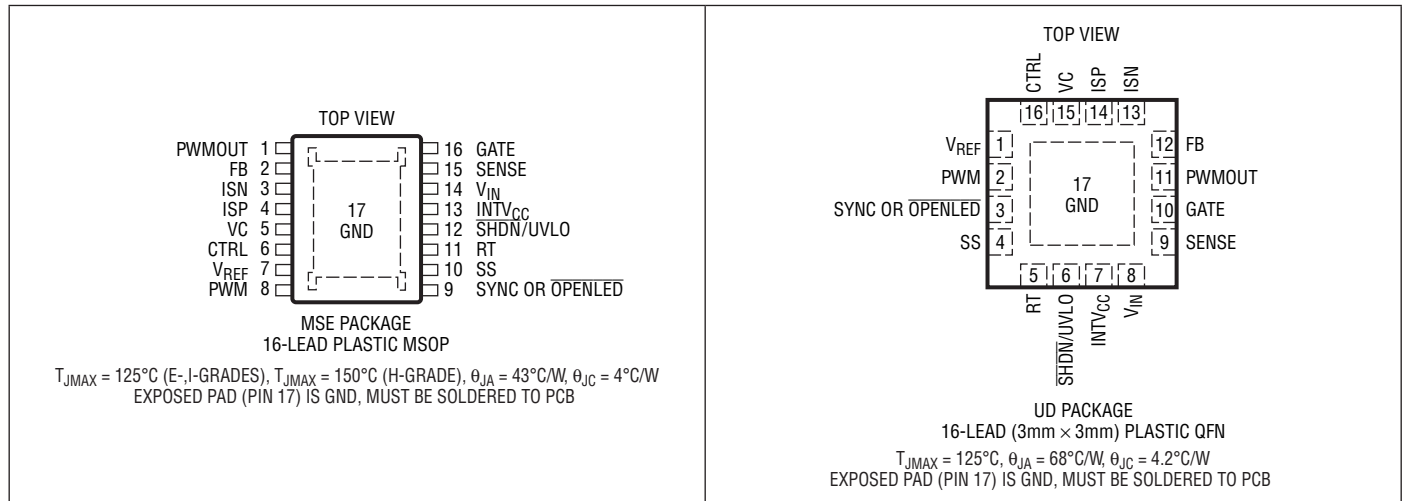 TOP VIEW
PWMOUT 1
FB 2
ISN 3
ISP 4
VC 5
CTRL 6
VREF 7
PWM 8
17
GND
16 GATE
15 SENSE
14 VIN
13 INTVCC
12 SHDN/UVLO
11 RT
10 SS
9 SYNC OR OPENLED
MSE PACKAGE
16-LEAD PLASTIC MSOP
TJMAX = 125°C (E-,I-GRADES), TJMAX = 150°C (H-GRADE), θJA = 43°C/W, θJC = 4°C/W
EXPOSED PAD (PIN 17) IS GND, MUST BE SOLDERED TO PCB
TOP VIEW
CTRL
VC
ISP
ISN
16 15 14 13
VREF 1
PWM 2
SYNC OR OPENLED 3
SS 4
17
GND
12 FB
11 PWMOUT
10 GATE
9 SENSE
5 6 7 8
RT
SHDN/UVLO
INTVCC
VIN
UD PACKAGE
16-LEAD (3mm × 3mm) PLASTIC QFN
TJMAX = 125°C, θJA = 68°C/W, θJC = 4.2°C/W
EXPOSED PAD (PIN 17) IS GND, MUST BE SOLDERED TO PCB